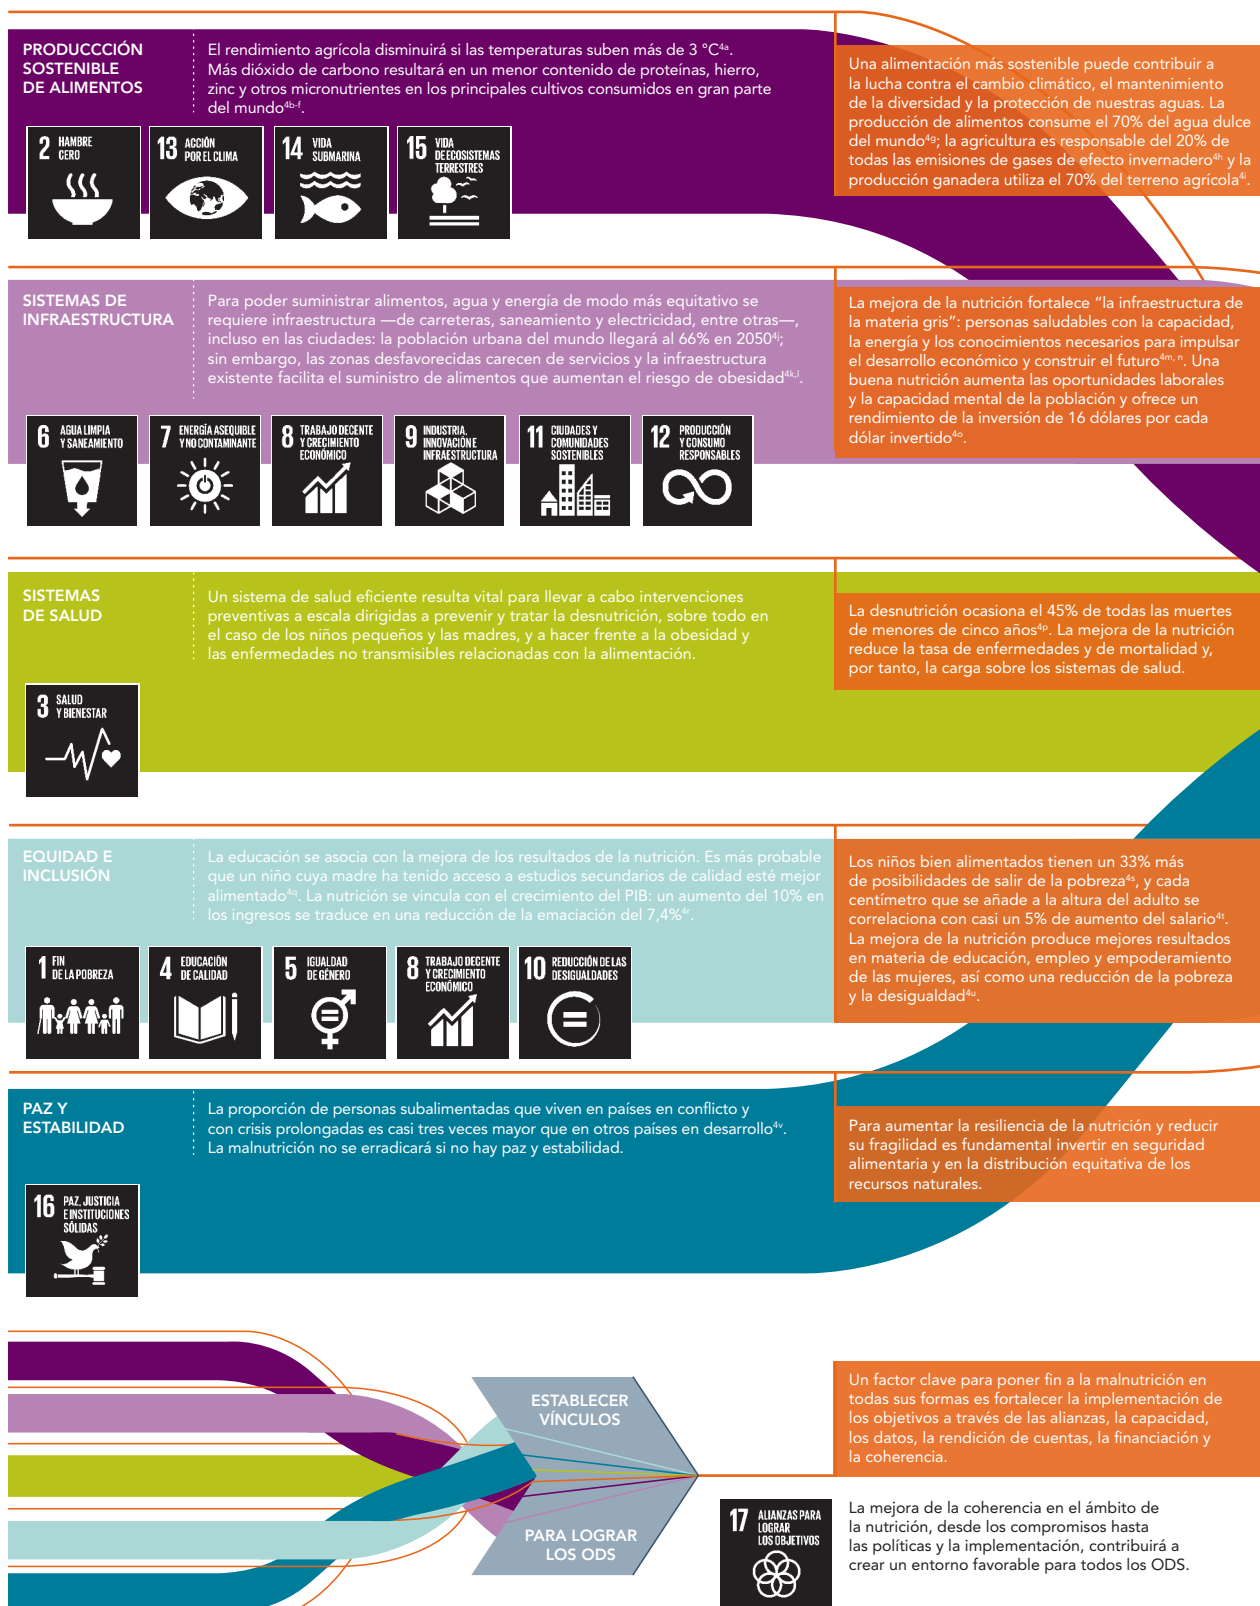 PRODUCCCIÓN
SOSTENIBLE
DE ALIMENTOS
El rendimiento agrícola disminuirá si las temperaturas suben más de 3 °C⁴ᵃ.
Más dióxido de carbono resultará en un menor contenido de proteínas, hierro,
zinc y otros micronutrientes en los principales cultivos consumidos en gran parte
del mundo⁴ᵇ⁻ᶠ.
2 HAMBRE
CERO
13 ACCIÓN
POR EL CLIMA
14 VIDA
SUBMARINA
15 VIDA
DE ECOSISTEMAS
TERRESTRES
Una alimentación más sostenible puede contribuir a
la lucha contra el cambio climático, el mantenimiento
de la diversidad y la protección de nuestras aguas. La
producción de alimentos consume el 70% del agua dulce
del mundo⁴ᵍ; la agricultura es responsable del 20% de
todas las emisiones de gases de efecto invernadero⁴ʰ y la
producción ganadera utiliza el 70% del terreno agrícola⁴ⁱ.
SISTEMAS DE
INFRAESTRUCTURA
Para poder suministrar alimentos, agua y energía de modo más equitativo se
requiere infraestructura —de carreteras, saneamiento y electricidad, entre otras—,
incluso en las ciudades: la población urbana del mundo llegará al 66% en 2050⁴ʲ;
sin embargo, las zonas desfavorecidas carecen de servicios y la infraestructura
existente facilita el suministro de alimentos que aumentan el riesgo de obesidad⁴ᵏ,ˡ.
6 AGUA LIMPIA
Y SANEAMIENTO
7 ENERGÍA ASEQUIBLE
Y NO CONTAMINANTE
8 TRABAJO DECENTE
Y CRECIMIENTO
ECONÓMICO
9 INDUSTRIA,
INNOVACIÓN E
INFRAESTRUCTURA
11 CIUDADES Y
COMUNIDADES
SOSTENIBLES
12 PRODUCCIÓN
Y CONSUMO
RESPONSABLES
La mejora de la nutrición fortalece “la infraestructura de
la materia gris”: personas saludables con la capacidad,
la energía y los conocimientos necesarios para impulsar
el desarrollo económico y construir el futuro⁴ᵐ, ⁿ. Una
buena nutrición aumenta las oportunidades laborales
y la capacidad mental de la población y ofrece un
rendimiento de la inversión de 16 dólares por cada
dólar invertido⁴ᵒ.
SISTEMAS
DE SALUD
Un sistema de salud eficiente resulta vital para llevar a cabo intervenciones
preventivas a escala dirigidas a prevenir y tratar la desnutrición, sobre todo en
el caso de los niños pequeños y las madres, y a hacer frente a la obesidad y
las enfermedades no transmisibles relacionadas con la alimentación.
3 SALUD
Y BIENESTAR
La desnutrición ocasiona el 45% de todas las muertes
de menores de cinco años⁴ᵖ. La mejora de la nutrición
reduce la tasa de enfermedades y de mortalidad y,
por tanto, la carga sobre los sistemas de salud.
EQUIDAD E
INCLUSIÓN
La educación se asocia con la mejora de los resultados de la nutrición. Es más probable
que un niño cuya madre ha tenido acceso a estudios secundarios de calidad esté mejor
alimentado⁴q. La nutrición se vincula con el crecimiento del PIB: un aumento del 10% en
los ingresos se traduce en una reducción de la emaciación del 7,4%⁴ʳ.
1 FIN
DE LA POBREZA
4 EDUCACIÓN
DE CALIDAD
5 IGUALDAD
DE GÉNERO
8 TRABAJO DECENTE
Y CRECIMIENTO
ECONÓMICO
10 REDUCCIÓN DE LAS
DESIGUALDADES
Los niños bien alimentados tienen un 33% más
de posibilidades de salir de la pobreza⁴ˢ, y cada
centímetro que se añade a la altura del adulto se
correlaciona con casi un 5% de aumento del salario⁴ᵗ.
La mejora de la nutrición produce mejores resultados
en materia de educación, empleo y empoderamiento
de las mujeres, así como una reducción de la pobreza
y la desigualdad⁴ᵘ.
PAZ Y
ESTABILIDAD
La proporción de personas subalimentadas que viven en países en conflicto y
con crisis prolongadas es casi tres veces mayor que en otros países en desarrollo⁴ᵛ.
La malnutrición no se erradicará si no hay paz y estabilidad.
16 PAZ, JUSTICIA
E INSTITUCIONES
SÓLIDAS
Para aumentar la resiliencia de la nutrición y reducir
su fragilidad es fundamental invertir en seguridad
alimentaria y en la distribución equitativa de los
recursos naturales.
ESTABLECER
VÍNCULOS
PARA LOGRAR
LOS ODS
Un factor clave para poner fin a la malnutrición en
todas sus formas es fortalecer la implementación de
los objetivos a través de las alianzas, la capacidad,
los datos, la rendición de cuentas, la financiación y
la coherencia.
17 ALIANZAS PARA
LOGRAR
LOS OBJETIVOS
La mejora de la coherencia en el ámbito de
la nutrición, desde los compromisos hasta
las políticas y la implementación, contribuirá a
crear un entorno favorable para todos los ODS.